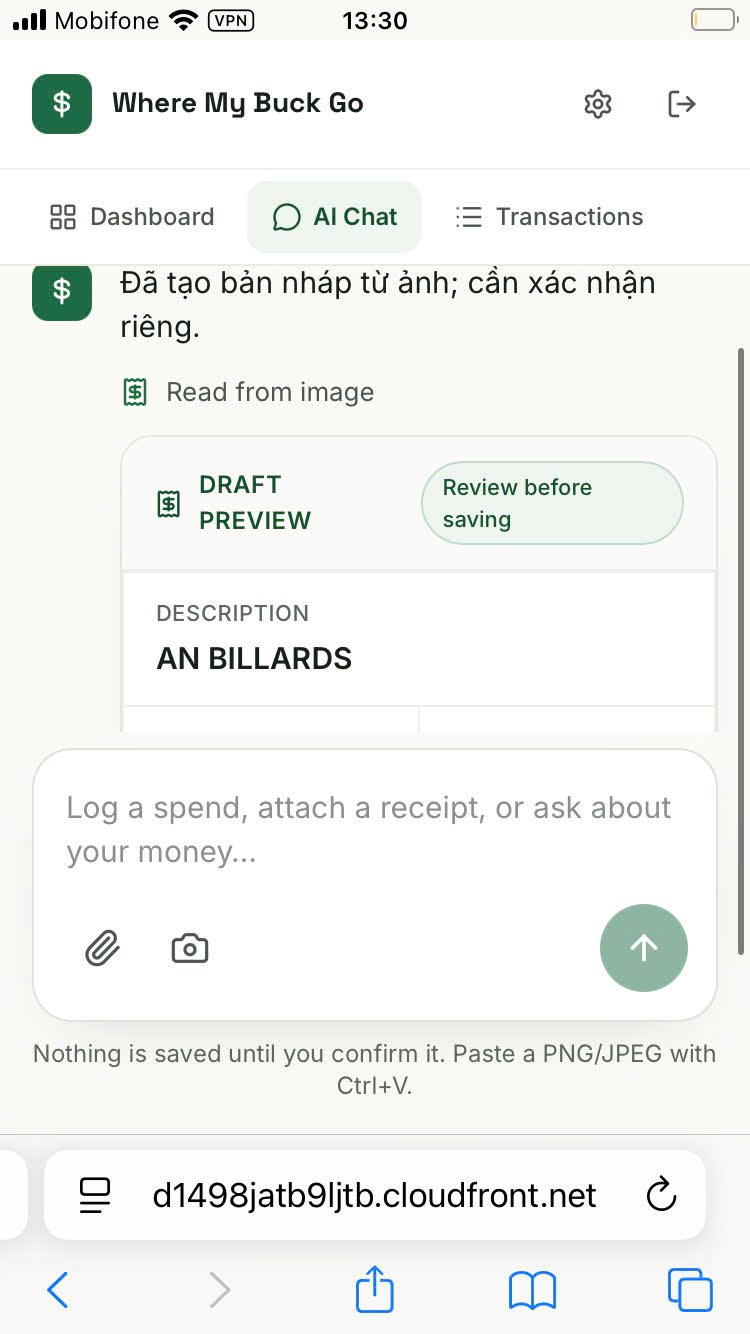 Mobifone VPN 13:30
$ Where My Buck Go
Dashboard AI Chat Transactions
$ Đã tạo bản nháp từ ảnh; cần xác nhận
riêng.
$ Read from image
$ DRAFT
PREVIEW
Review before
saving
DESCRIPTION
AN BILLARDS
Log a spend, attach a receipt, or ask about
your money...
Nothing is saved until you confirm it. Paste a PNG/JPEG with
Ctrl+V.
d1498jatb9ljtb.cloudfront.net